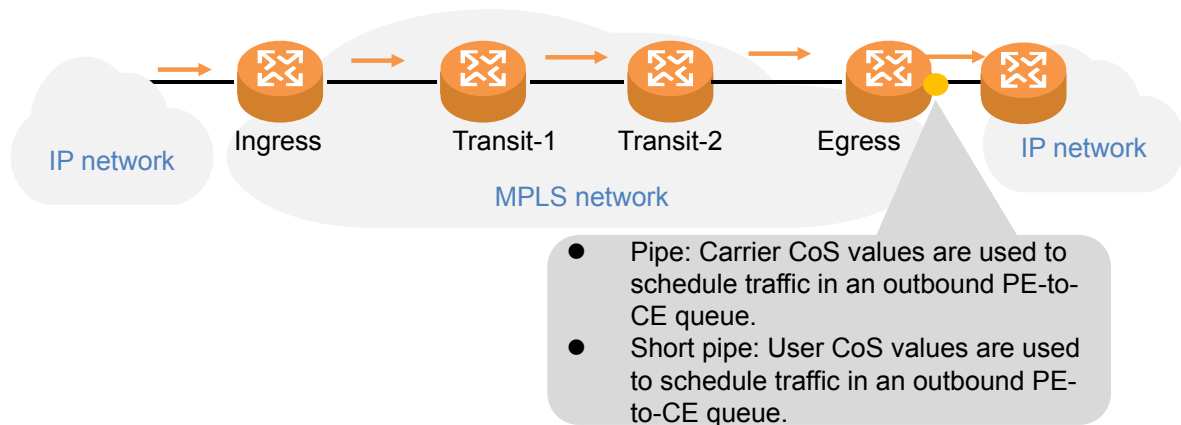 Ingress
Transit-1
Transit-2
Egress
IP network
IP network
MPLS network
● Pipe: Carrier CoS values are used to
schedule traffic in an outbound PE-to-
CE queue.
● Short pipe: User CoS values are used
to schedule traffic in an outbound PE-
to-CE queue.